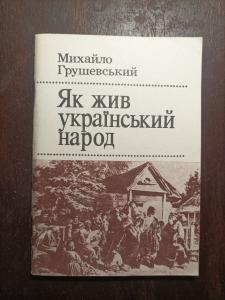 Михайло
Грушевський
Як жив
український
народ